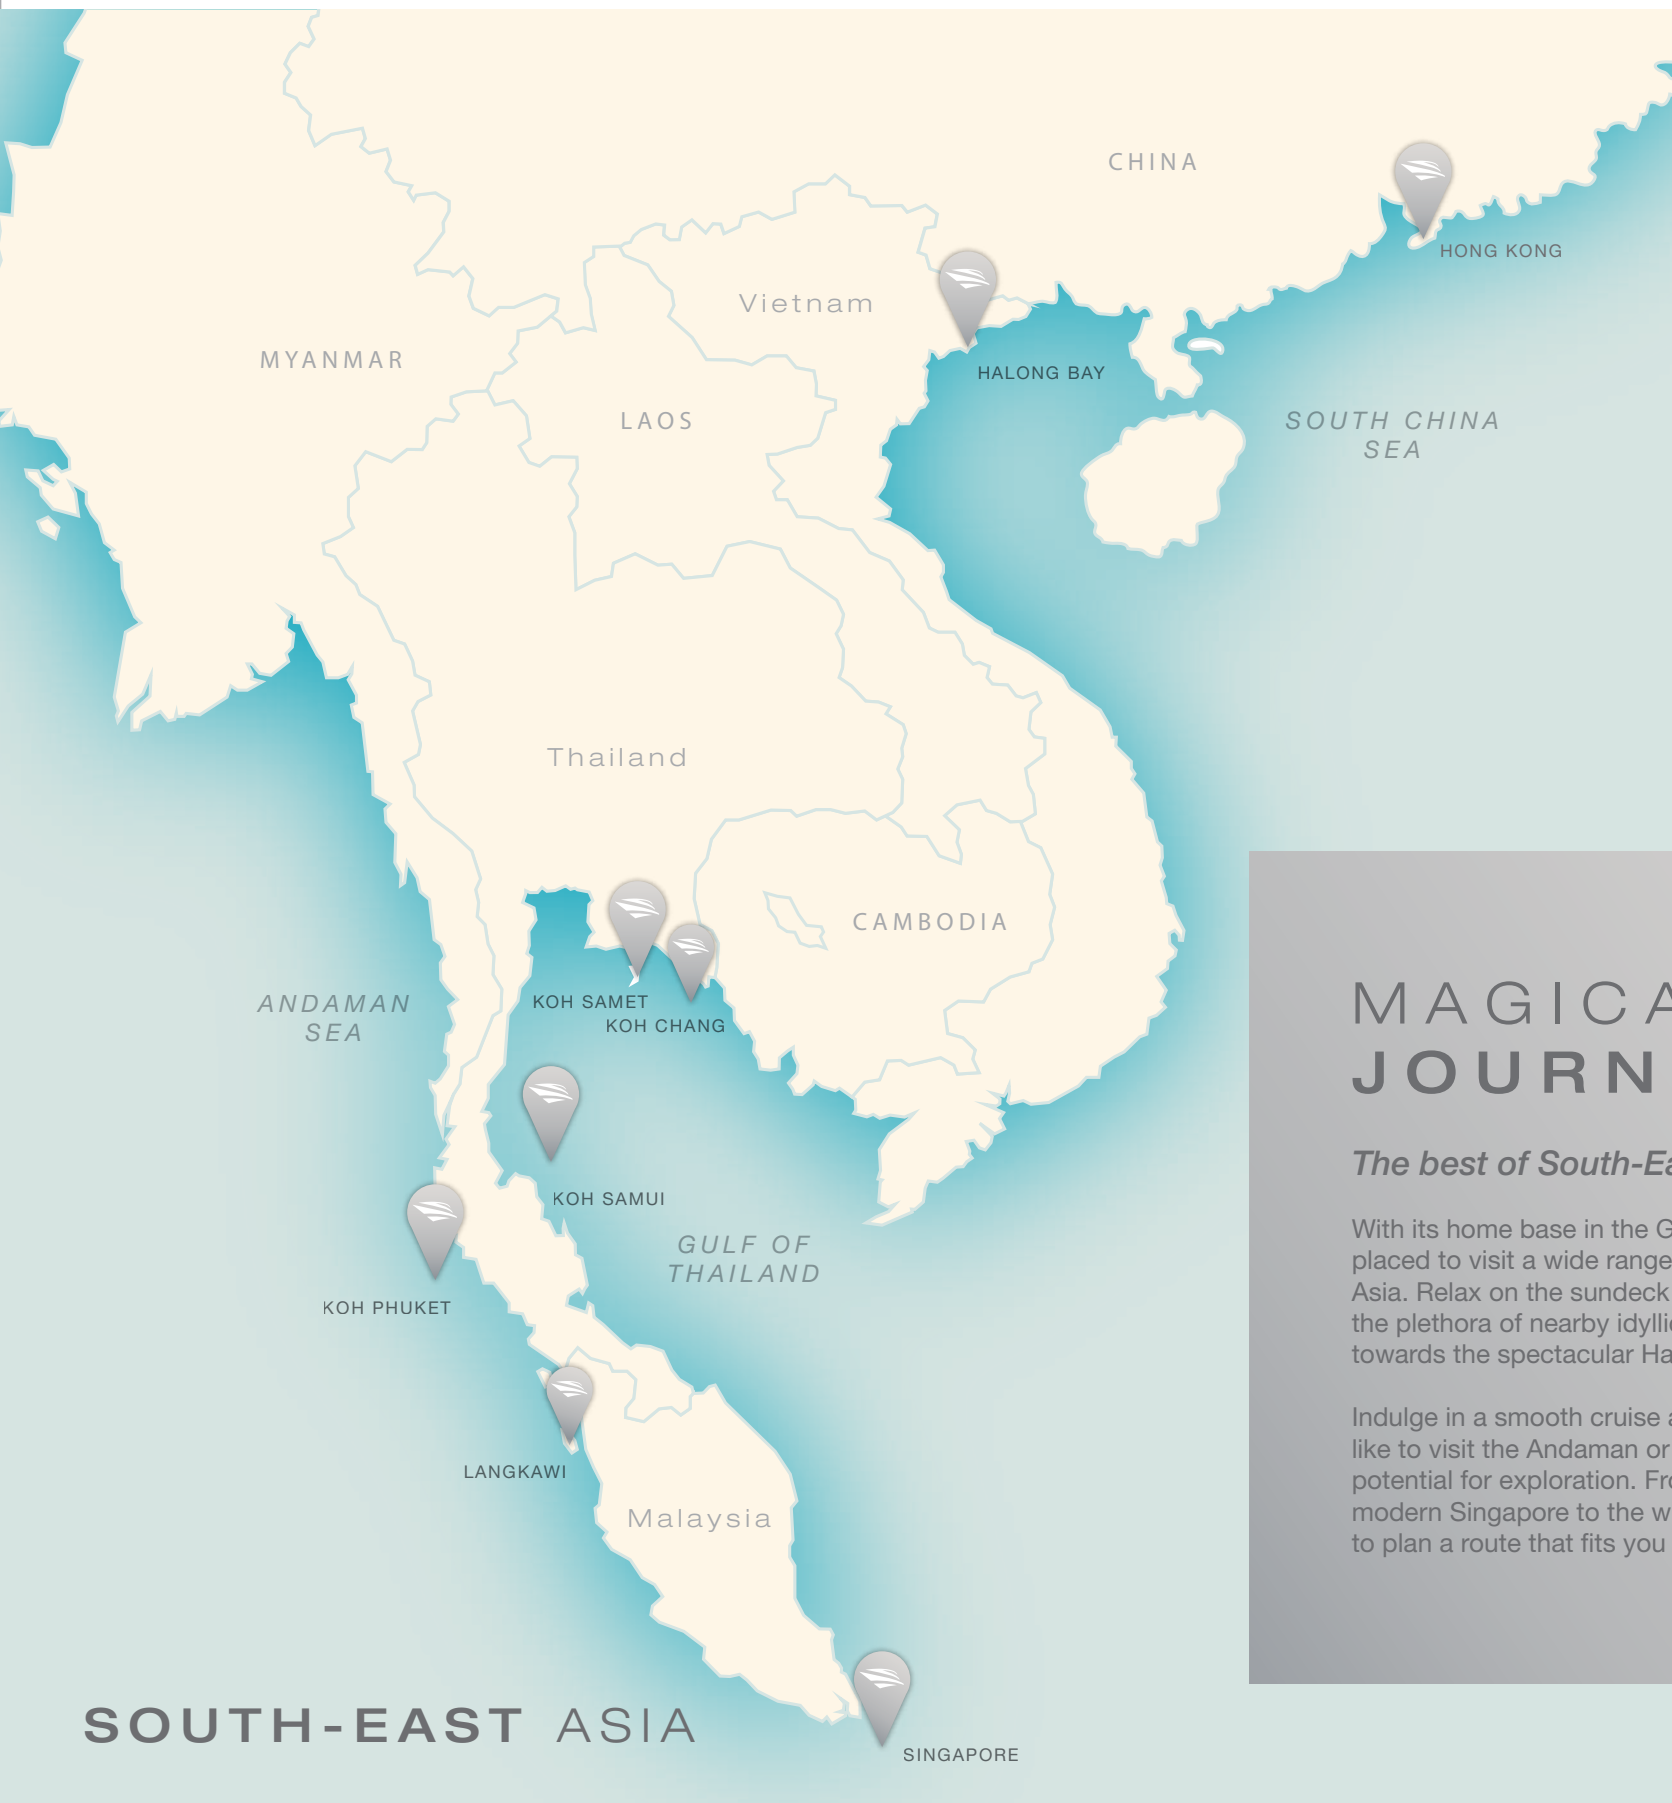 CHINA
HONG KONG
Vietnam
MYANMAR
HALONG BAY
LAOS
SOUTH CHINA
SEA
Thailand
CAMBODIA
ANDAMAN
SEA
KOH SAMET
KOH CHANG
KOH SAMUI
GULF OF
THAILAND
KOH PHUKET
LANGKAWI
Malaysia
SINGAPORE
SOUTH-EAST ASIA
MAGICA
JOURN
The best of South-Ea
With its home base in the G
placed to visit a wide range
Asia. Relax on the sundeck
the plethora of nearby idylli
towards the spectacular Ha
Indulge in a smooth cruise a
like to visit the Andaman or
potential for exploration. Fro
modern Singapore to the w
to plan a route that fits you